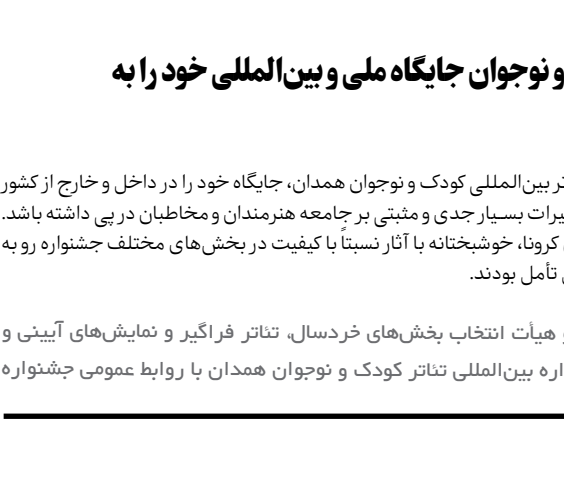 و نوجوان جایگاه ملی و بین‌المللی خود را به
تر بین‌المللی کودک و نوجوان همدان، جایگاه خود را در داخل و خارج از کشور
یرات بسیار جدی و مثبتی بر جامعه هنرمندان و مخاطبان در پی داشته باشد.
کرونا، خوشبختانه با آثار نسبتاً با کیفیت در بخش‌های مختلف جشنواره رو به
تأمل بودند.
هیأت انتخاب بخش‌های خردسال، تئاتر فراگیر و نمایش‌های آیینی و
اره بین‌المللی تئاتر کودک و نوجوان همدان با روابط عمومی جشنواره